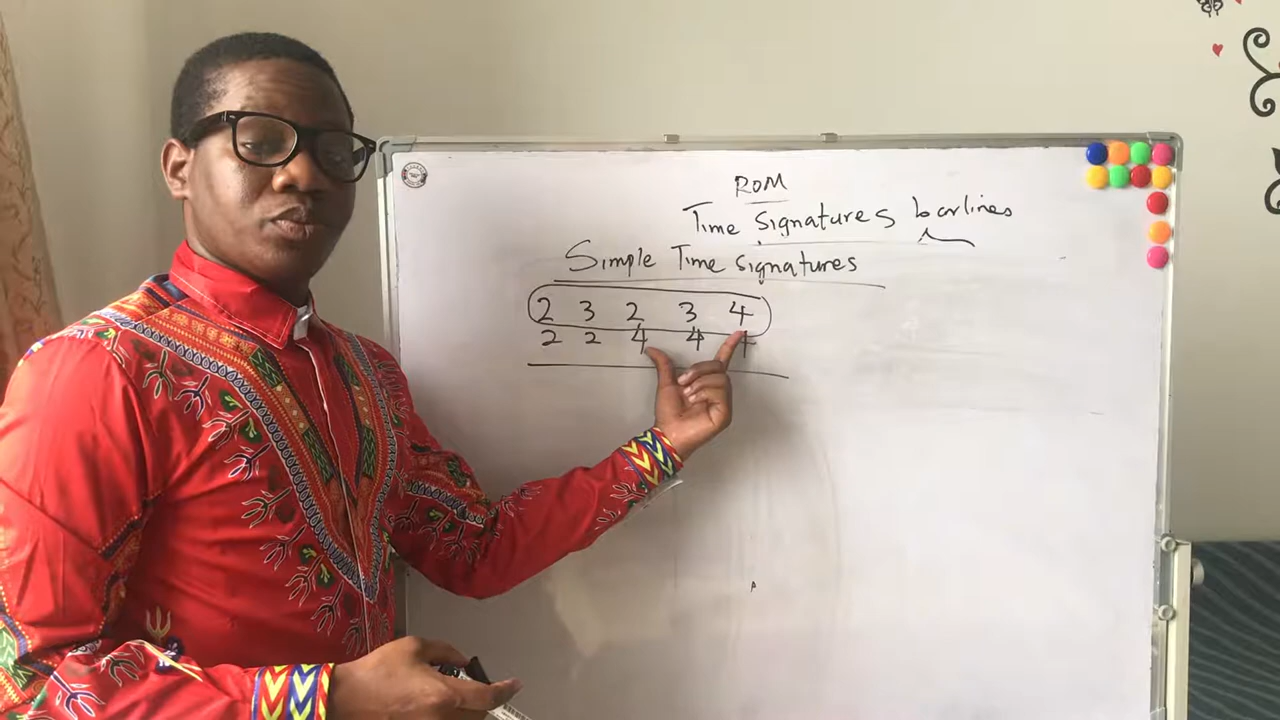 ROM
Time Signatures barlines
Simple Time Signatures
2 3 2 3 4
2 2 4 4 4